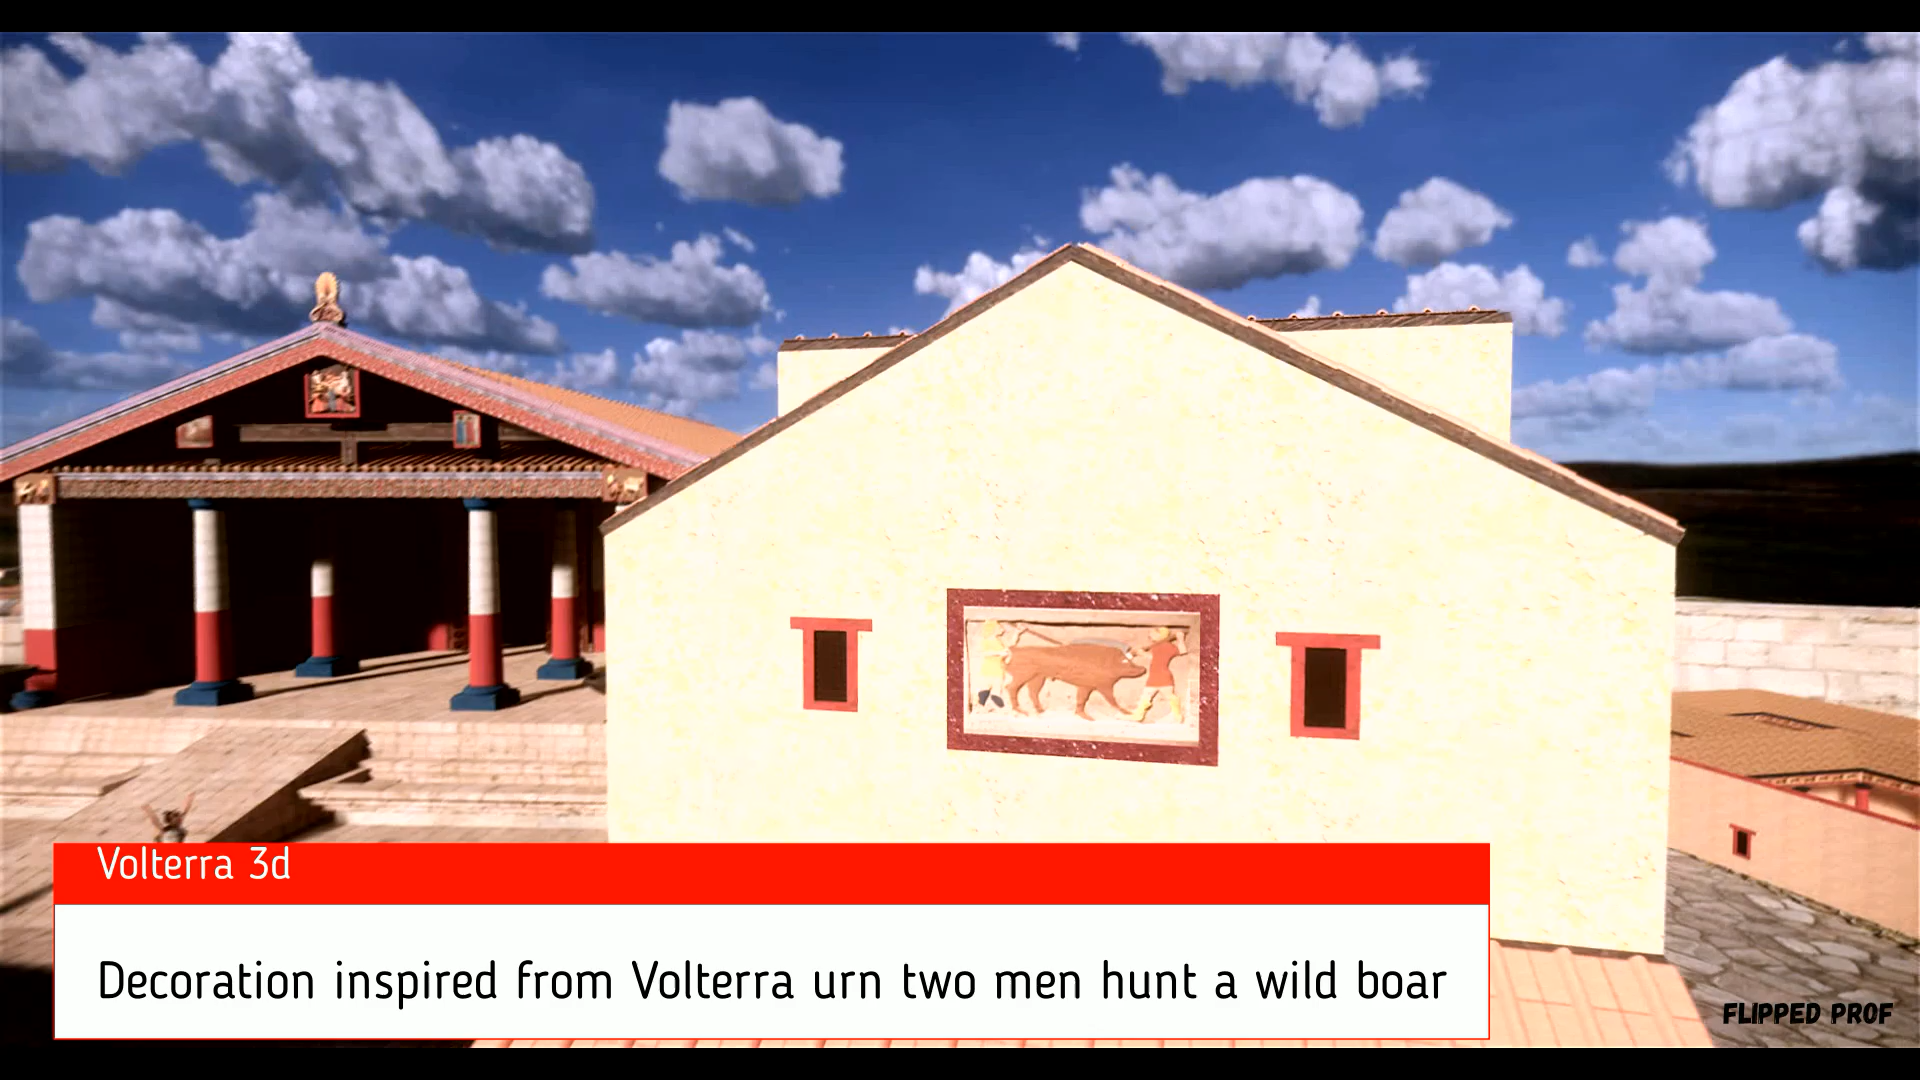 Volterra 3d
Decoration inspired from Volterra urn two men hunt a wild boar
FLIPPED PROF